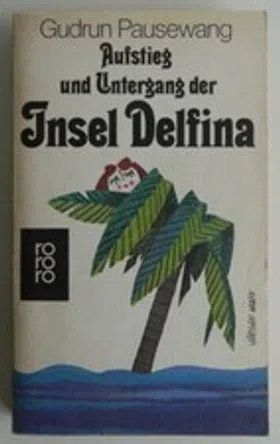 Gudrun Pausewang
Aufstieg
und Untergang der
Insel Delfina
ro
ro
ro